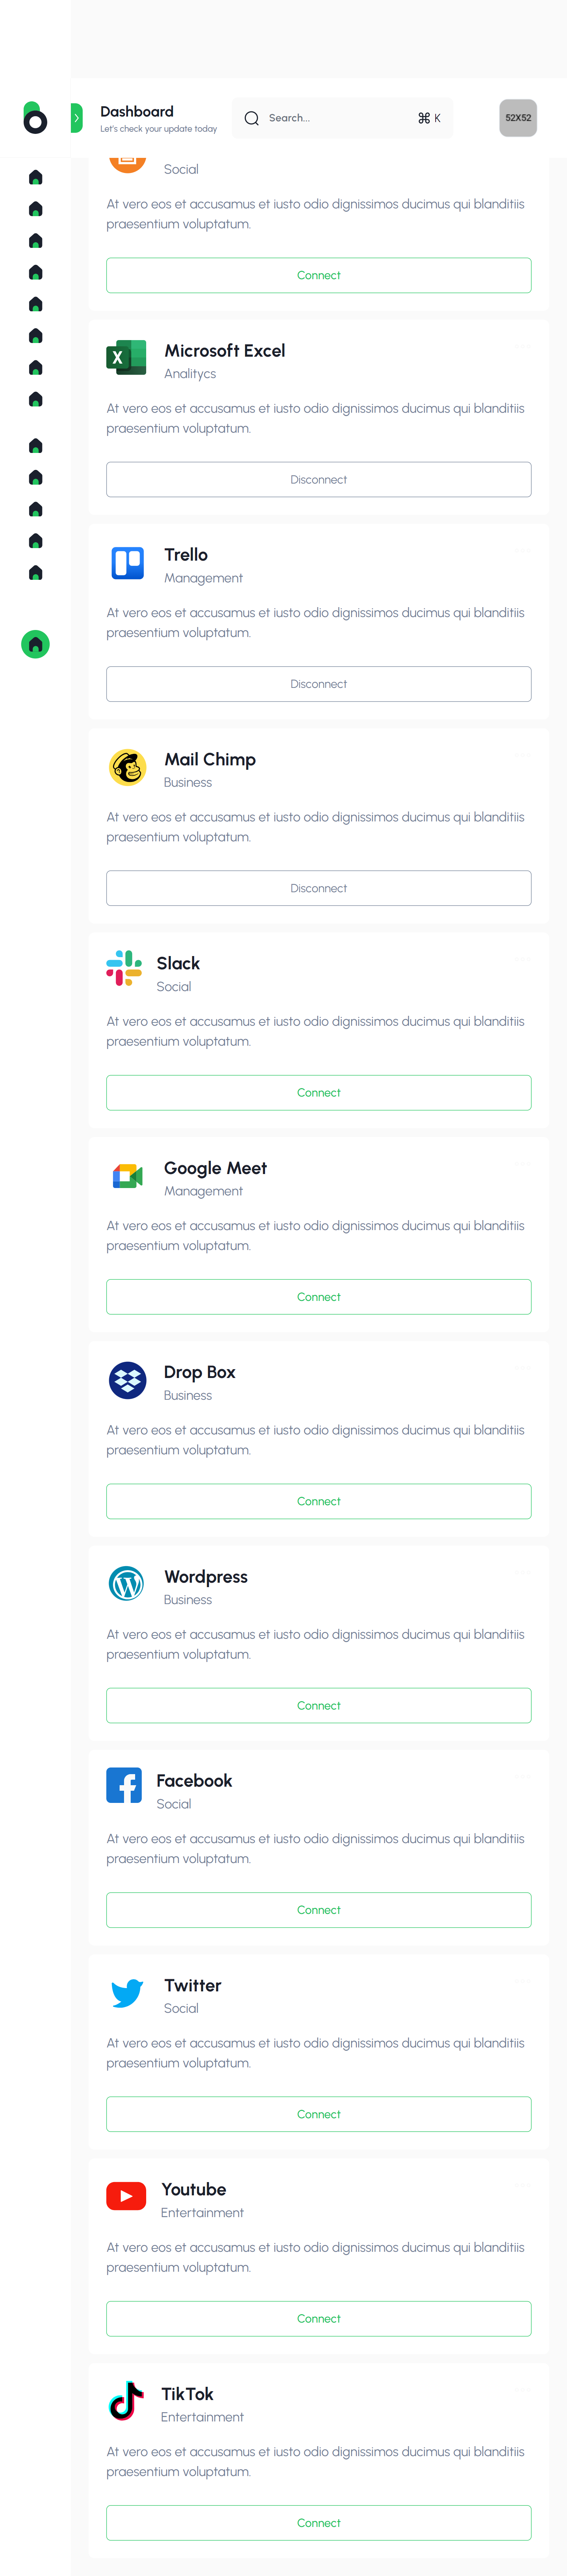 Dashboard
Let's check your update today
Search...
⌘ K
52X52
Social
At vero eos et accusamus et iusto odio dignissimos ducimus qui blanditiis
praesentium voluptatum.
Connect
Microsoft Excel
Analitycs
At vero eos et accusamus et iusto odio dignissimos ducimus qui blanditiis
praesentium voluptatum.
Disconnect
Trello
Management
At vero eos et accusamus et iusto odio dignissimos ducimus qui blanditiis
praesentium voluptatum.
Disconnect
Mail Chimp
Business
At vero eos et accusamus et iusto odio dignissimos ducimus qui blanditiis
praesentium voluptatum.
Disconnect
Slack
Social
At vero eos et accusamus et iusto odio dignissimos ducimus qui blanditiis
praesentium voluptatum.
Connect
Google Meet
Management
At vero eos et accusamus et iusto odio dignissimos ducimus qui blanditiis
praesentium voluptatum.
Connect
Drop Box
Business
At vero eos et accusamus et iusto odio dignissimos ducimus qui blanditiis
praesentium voluptatum.
Connect
Wordpress
Business
At vero eos et accusamus et iusto odio dignissimos ducimus qui blanditiis
praesentium voluptatum.
Connect
Facebook
Social
At vero eos et accusamus et iusto odio dignissimos ducimus qui blanditiis
praesentium voluptatum.
Connect
Twitter
Social
At vero eos et accusamus et iusto odio dignissimos ducimus qui blanditiis
praesentium voluptatum.
Connect
Youtube
Entertainment
At vero eos et accusamus et iusto odio dignissimos ducimus qui blanditiis
praesentium voluptatum.
Connect
TikTok
Entertainment
At vero eos et accusamus et iusto odio dignissimos ducimus qui blanditiis
praesentium voluptatum.
Connect